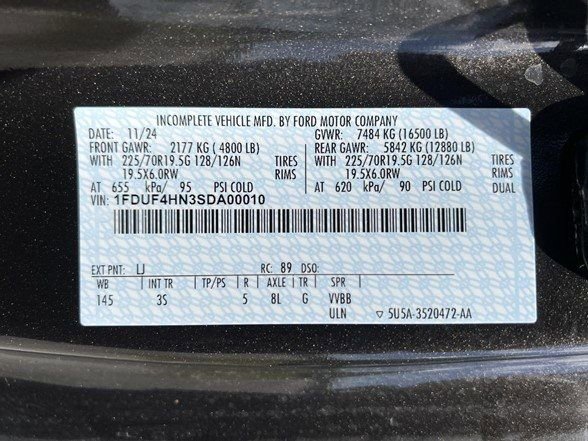 INCOMPLETE VEHICLE MFD. BY FORD MOTOR COMPANY
DATE: 11/24 GVWR: 7484 KG (16500 LB)
FRONT GAWR: 2177 KG ( 4800 LB) REAR GAWR: 5842 KG (12880 LB)
WITH 225/70R19.5G 128/126N TIRES WITH 225/70R19.5G 128/126N TIRES
19.5X6.0RW RIMS 19.5X6.0RW RIMS
AT 655 kPa/ 95 PSI COLD AT 620 kPa/ 90 PSI COLD DUAL
VIN: 1FDUF4HN3SDA00010
EXT PNT: LJ RC: 89 DSO:
WB INT TR TP/PS R AXLE TR SPR
145 3S 5 8L G VVBB
ULN ▽5U5A-3520472-AA